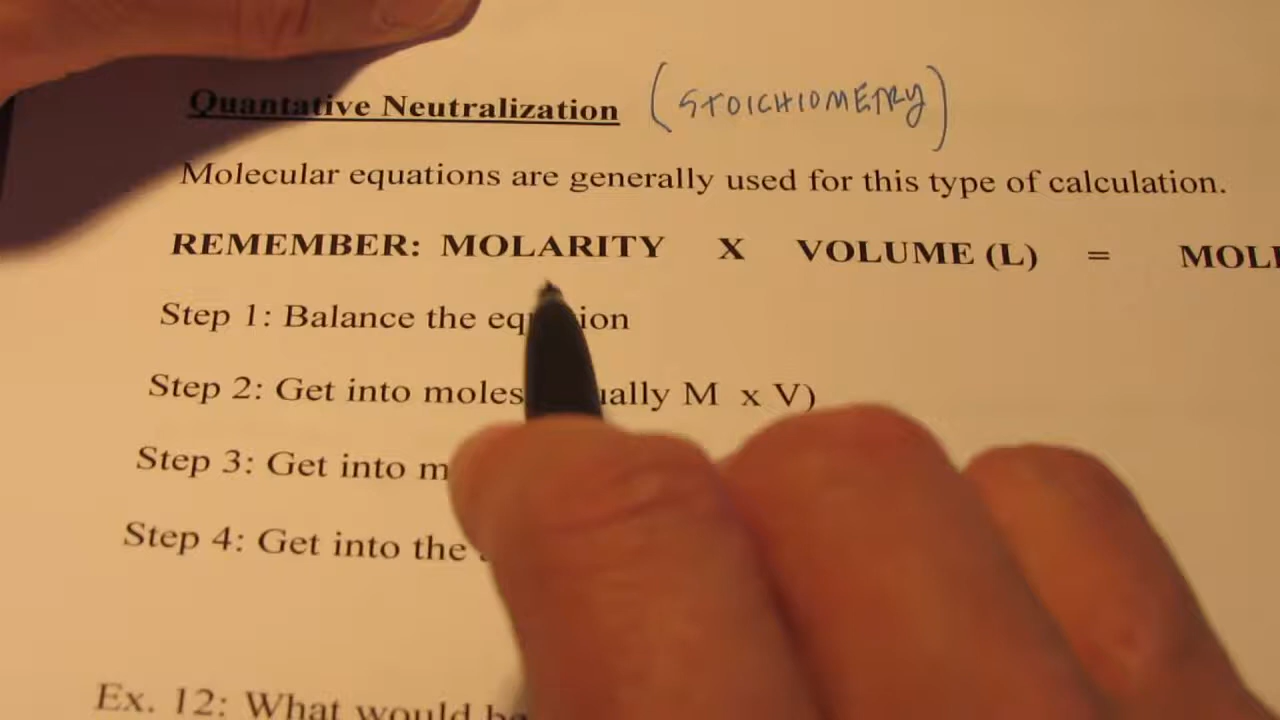 Quantative Neutralization (STOICHIOMETRY)
Molecular equations are generally used for this type of calculation.
REMEMBER: MOLARITY X VOLUME (L) =
Step 1: Balance the
Step 2: Get into moles M x V)
Step 3: Get into
Step 4: Get into the
Ex. 12: What would